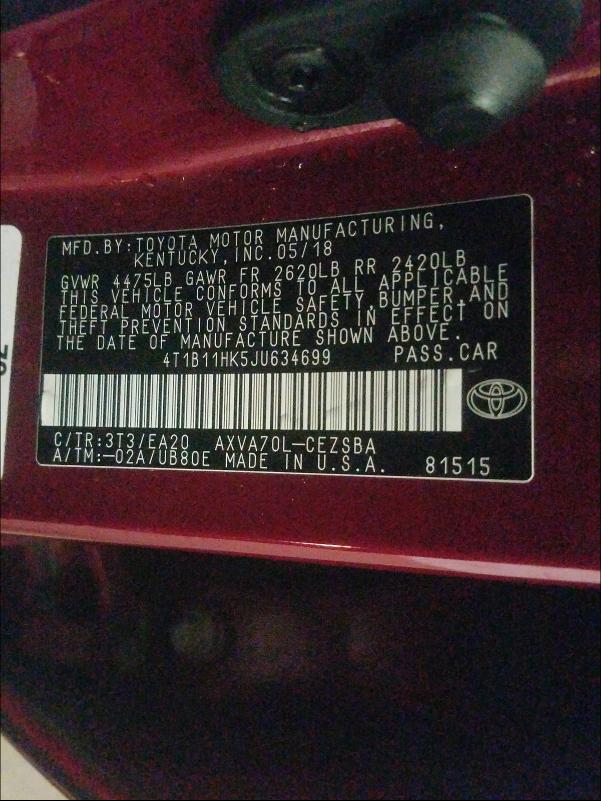 MFD.BY:TOYOTA MOTOR MANUFACTURING,
KENTUCKY, INC.05/18
GVWR 4475LB GAWR FR 2620LB RR 2420LB
THIS VEHICLE CONFORMS TO ALL APPLICABLE
FEDERAL MOTOR VEHICLE SAFETY,BUMPER,AND
THEFT PREVENTION STANDARDS IN EFFECT ON
THE DATE OF MANUFACTURE SHOWN ABOVE.
4T1B11HK5JU634699 PASS.CAR
C/TR:3T3/EA20 AXVA70L-CEZSBA
A/TM:-02A/UB80E MADE IN U.S.A. 81515